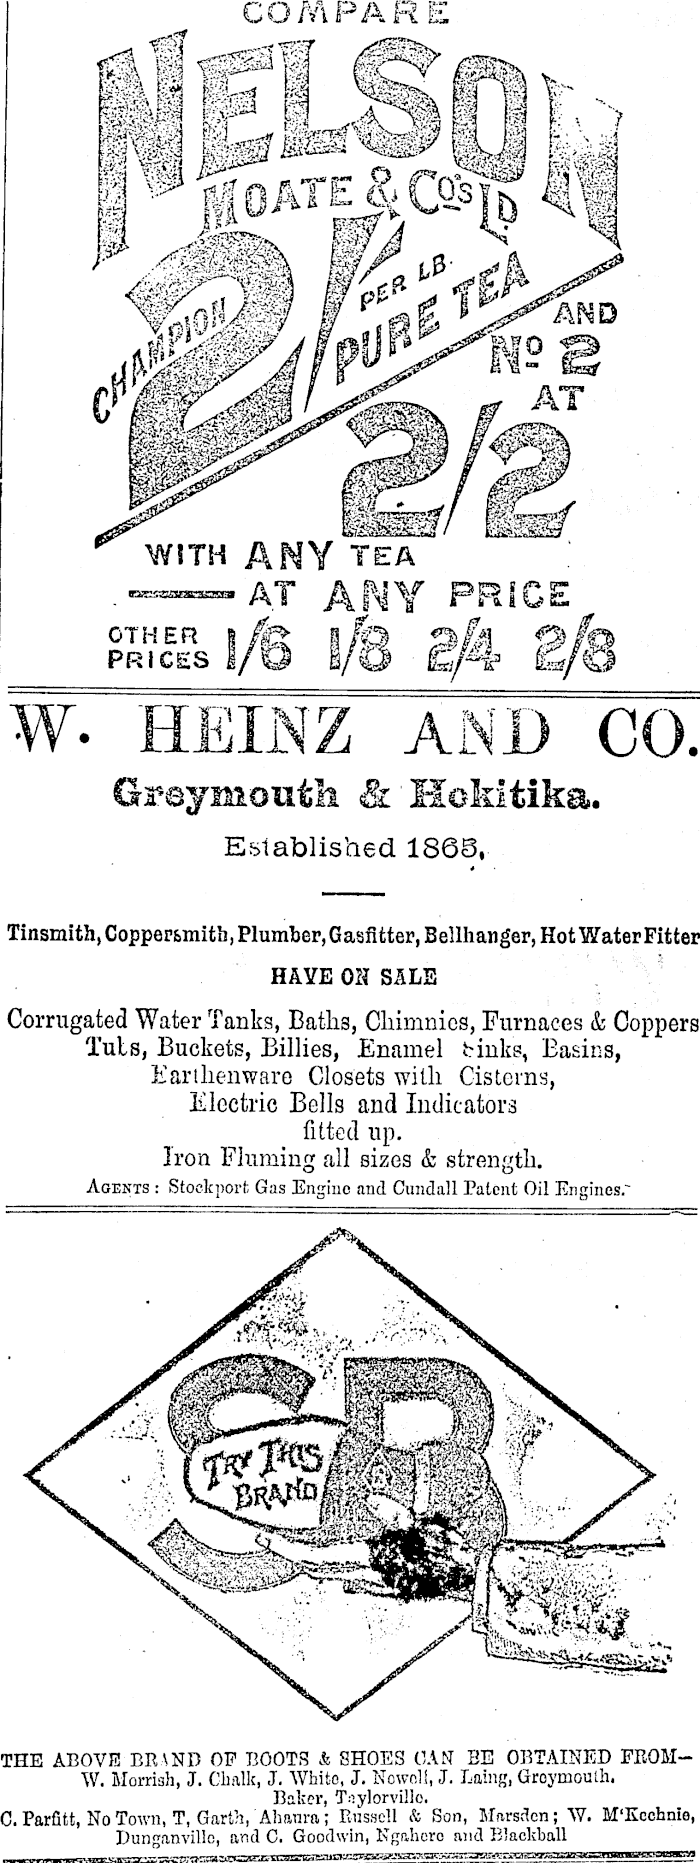 COMPARE
NELSON
MOATE & CO'S LD.
CHAMPION 2/- PER LB.
PURE TEA
AND
No 2
AT
2/2
WITH ANY TEA
AT ANY PRICE
OTHER PRICES 1/6 1/8 2/4 2/8
W. HEINZ AND CO.
Greymouth & Hokitika.
Established 1865,
Tinsmith, Coppersmith, Plumber, Gasfitter, Bellhanger, Hot Water Fitter
HAVE ON SALE
Corrugated Water Tanks, Baths, Chimnies, Furnaces & Coppers
Tubs, Buckets, Billies, Enamel Sinks, Basins,
Earthenware Closets with Cisterns,
Electric Bells and Indicators
fitted up.
Iron Fluming all sizes & strength.
AGENTS: Stockport Gas Engine and Cundall Patent Oil Engines.
SB
TRY THIS
BRAND
THE ABOVE BRAND OF BOOTS & SHOES CAN BE OBTAINED FROM—
W. Morrish, J. Chalk, J. White, J. Nowell, J. Laing, Greymouth.
Baker, Taylorville.
C. Parfitt, No Town, T, Garth, Ahaura; Russell & Son, Marsden; W. M'Kechnie,
Dunganville, and C. Goodwin, Ngahere and Blackball